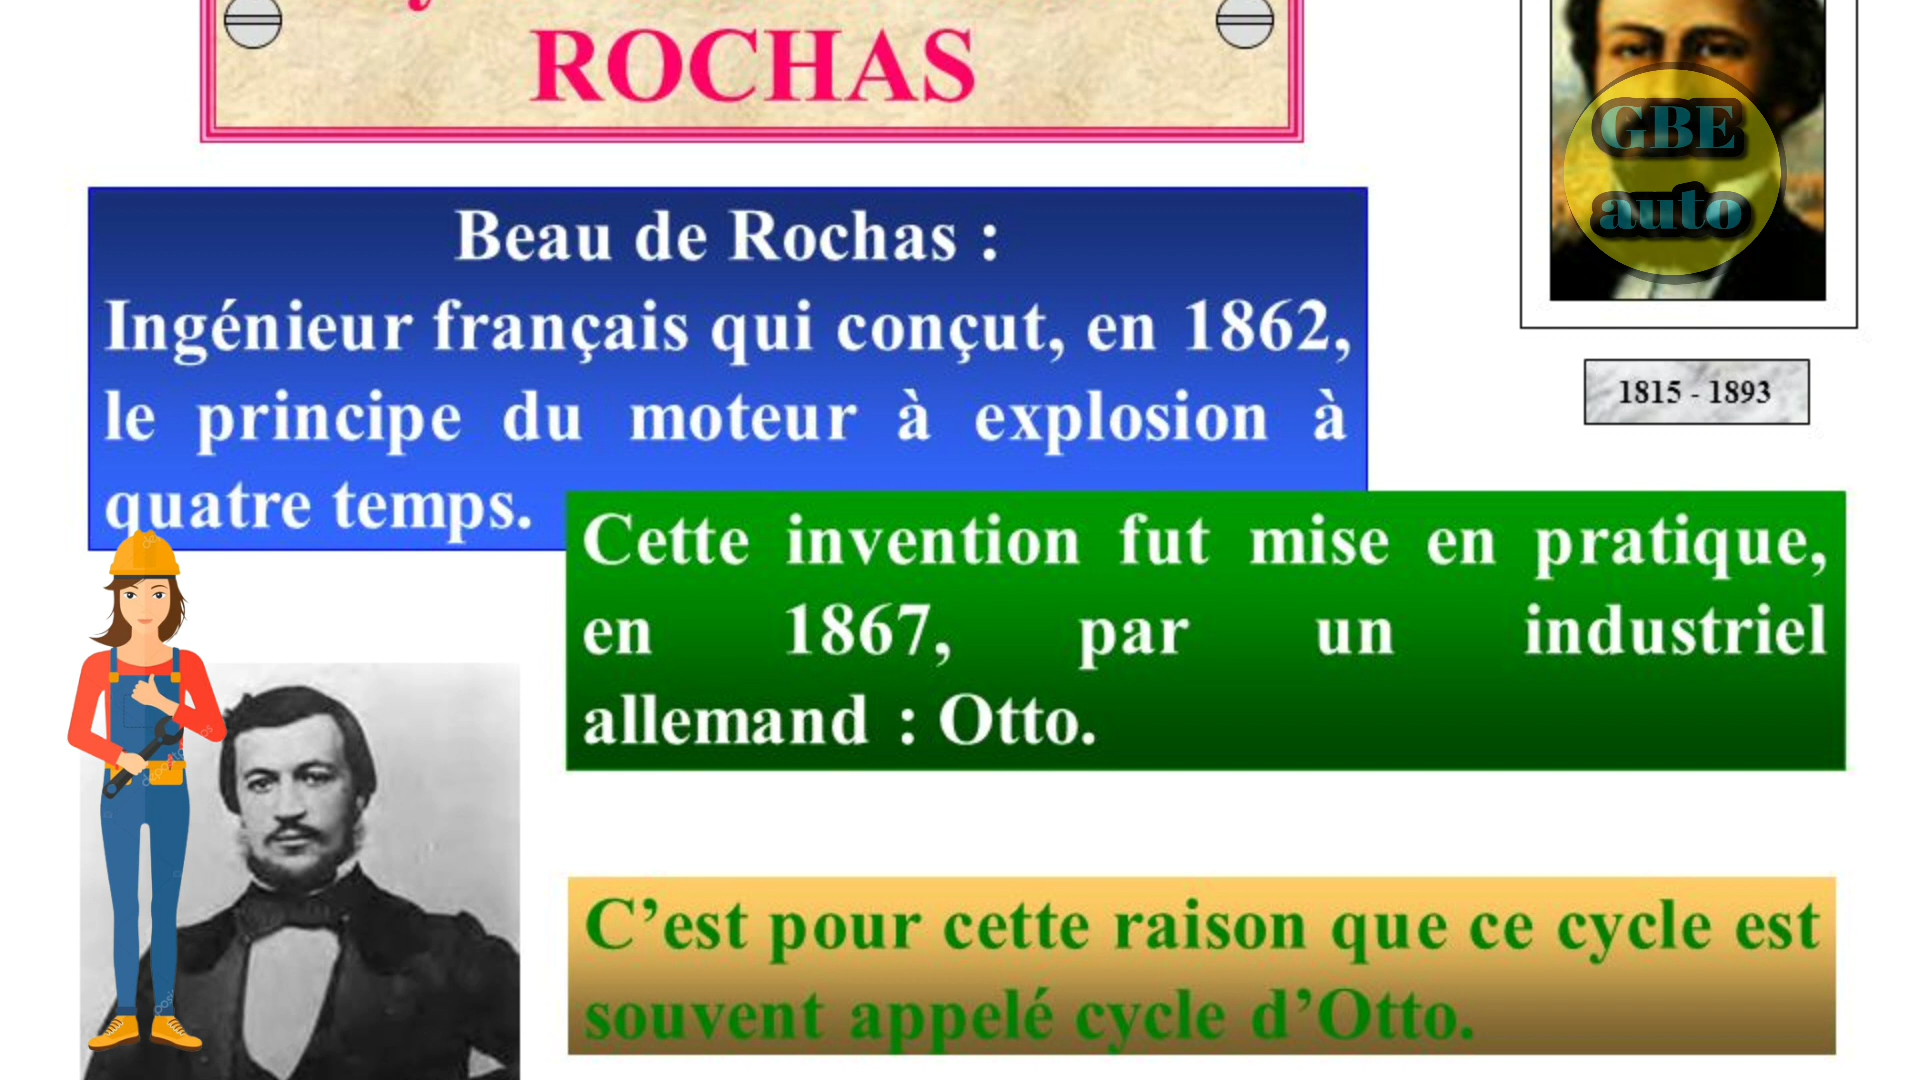 ROCHAS
GBE
auto
Beau de Rochas :
Ingénieur français qui conçut, en 1862,
le principe du moteur à explosion à
quatre temps.
1815 - 1893
Cette invention fut mise en pratique,
en 1867, par un industriel
allemand : Otto.
C’est pour cette raison que ce cycle est
souvent appelé cycle d’Otto.